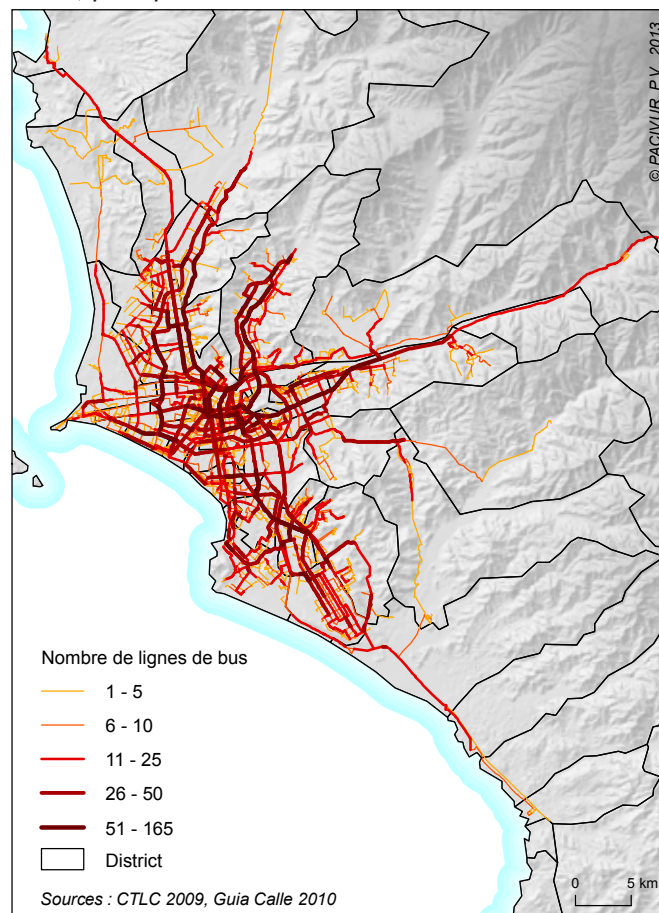 © PACIVUR, P.V., 2013
Nombre de lignes de bus
1 - 5
6 - 10
11 - 25
26 - 50
51 - 165
District
Sources : CTLC 2009, Guia Calle 2010
0 5 km